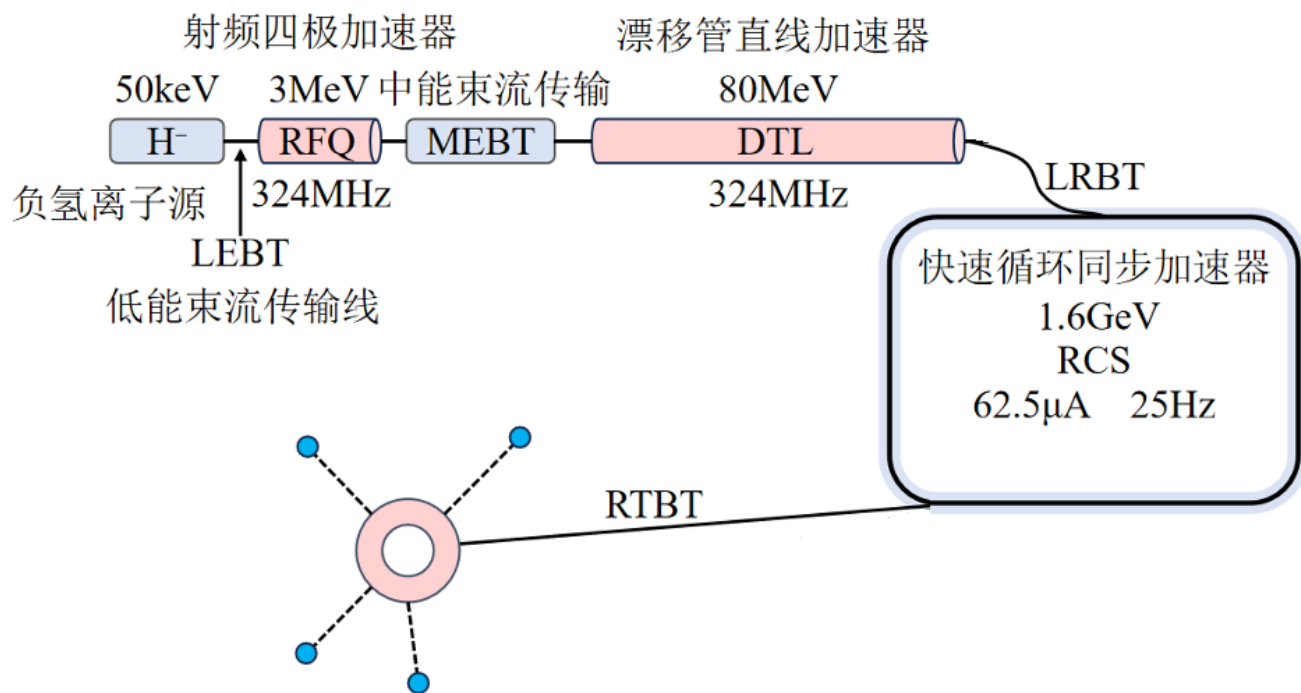 射频四极加速器
漂移管直线加速器
50keV
3MeV
中能束流传输
80MeV
H⁻
RFQ
MEBT
DTL
LRBT
负氢离子源
324MHz
324MHz
LEBT
低能束流传输线
快速循环同步加速器
1.6GeV
RCS
62.5μA 25Hz
RTBT